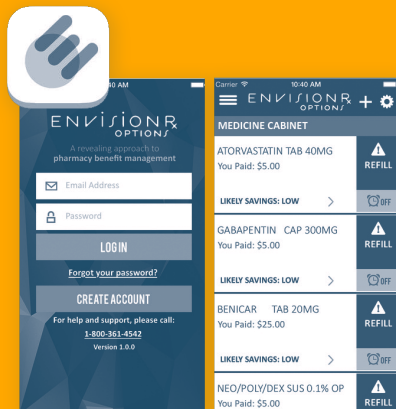 40 AM
ENVISIONRx
OPTIONS
A revealing approach to
pharmacy benefit management
Email Address
Password
LOG IN
Forgot your password?
CREATE ACCOUNT
For help and support, please call:
1-800-361-4542
Version 1.0.0
Carrier 10:40 AM
ENVISIONRx
OPTIONS
MEDICINE CABINET
ATORVASTATIN TAB 40MG
You Paid: $5.00
REFILL
LIKELY SAVINGS: LOW
OFF
GABAPENTIN CAP 300MG
You Paid: $5.00
REFILL
LIKELY SAVINGS: LOW
OFF
BENICAR TAB 20MG
You Paid: $25.00
REFILL
LIKELY SAVINGS: LOW
OFF
NEO/POLY/DEX SUS 0.1% OP
You Paid: $5.00
REFILL